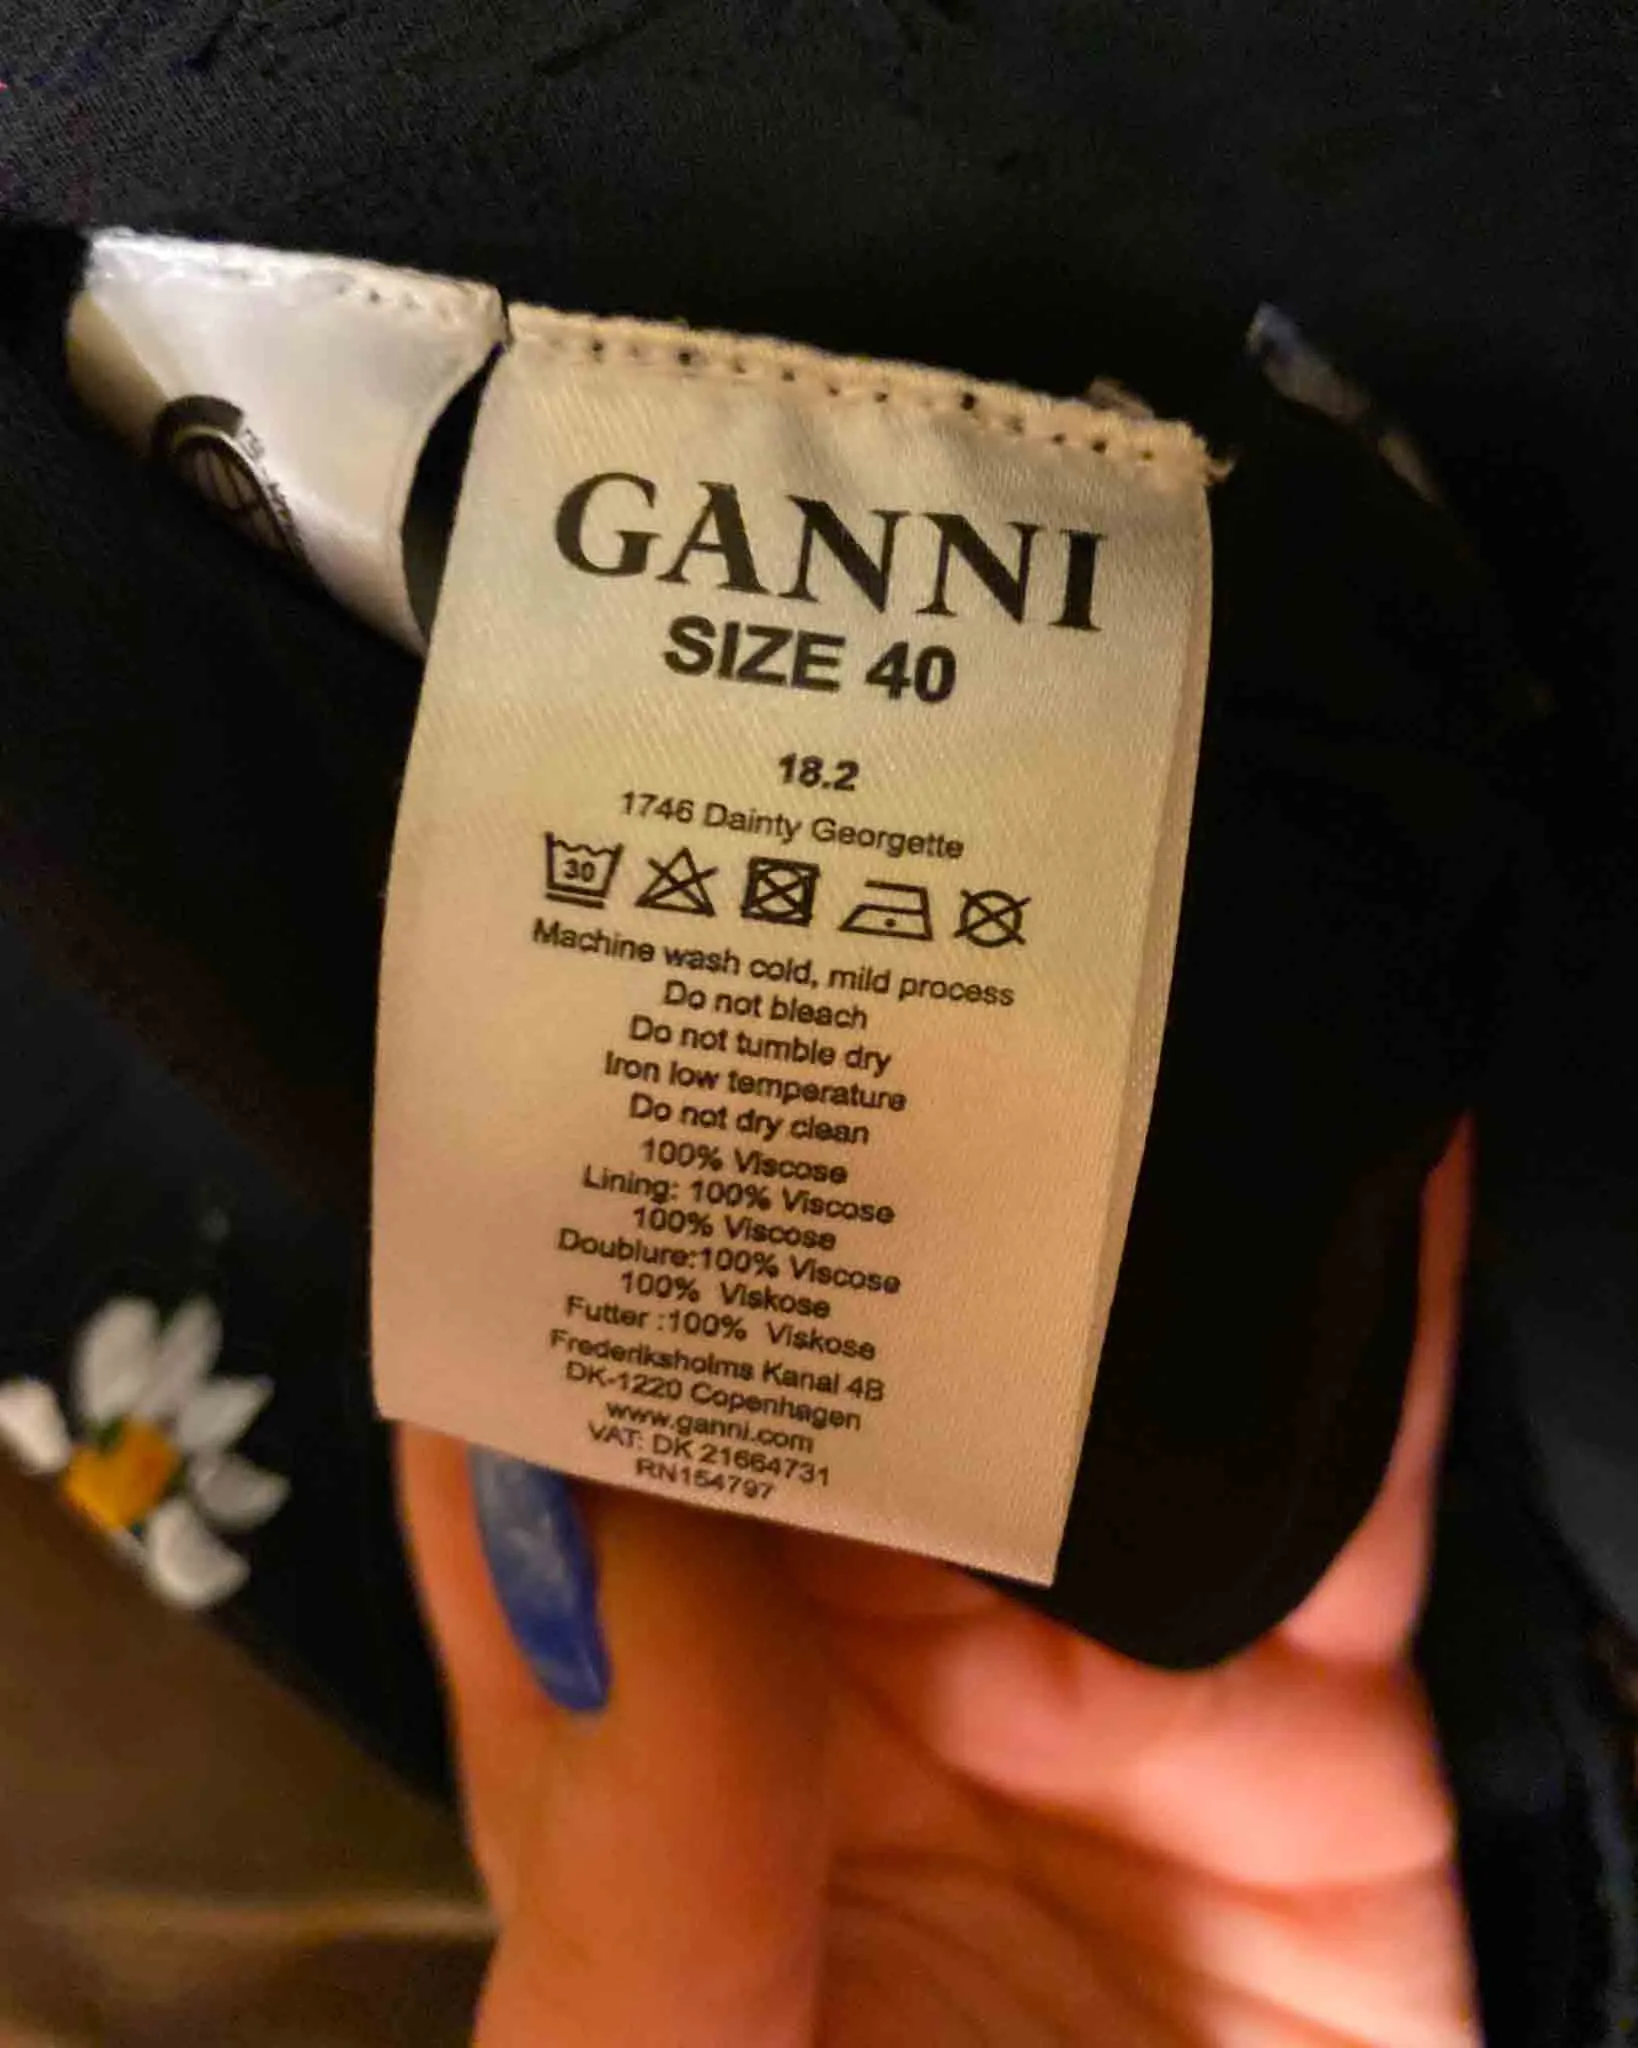 GANNI
SIZE 40
18.2
1746 Dainty Georgette
30
Machine wash cold, mild process
Do not bleach
Do not tumble dry
Iron low temperature
Do not dry clean
100% Viscose
Lining: 100% Viscose
100% Viscose
Doublure:100% Viscose
100% Viskose
Futter :100% Viskose
Frederiksholms Kanal 4B
DK-1220 Copenhagen
www.ganni.com
VAT: DK 21664731
RN154797